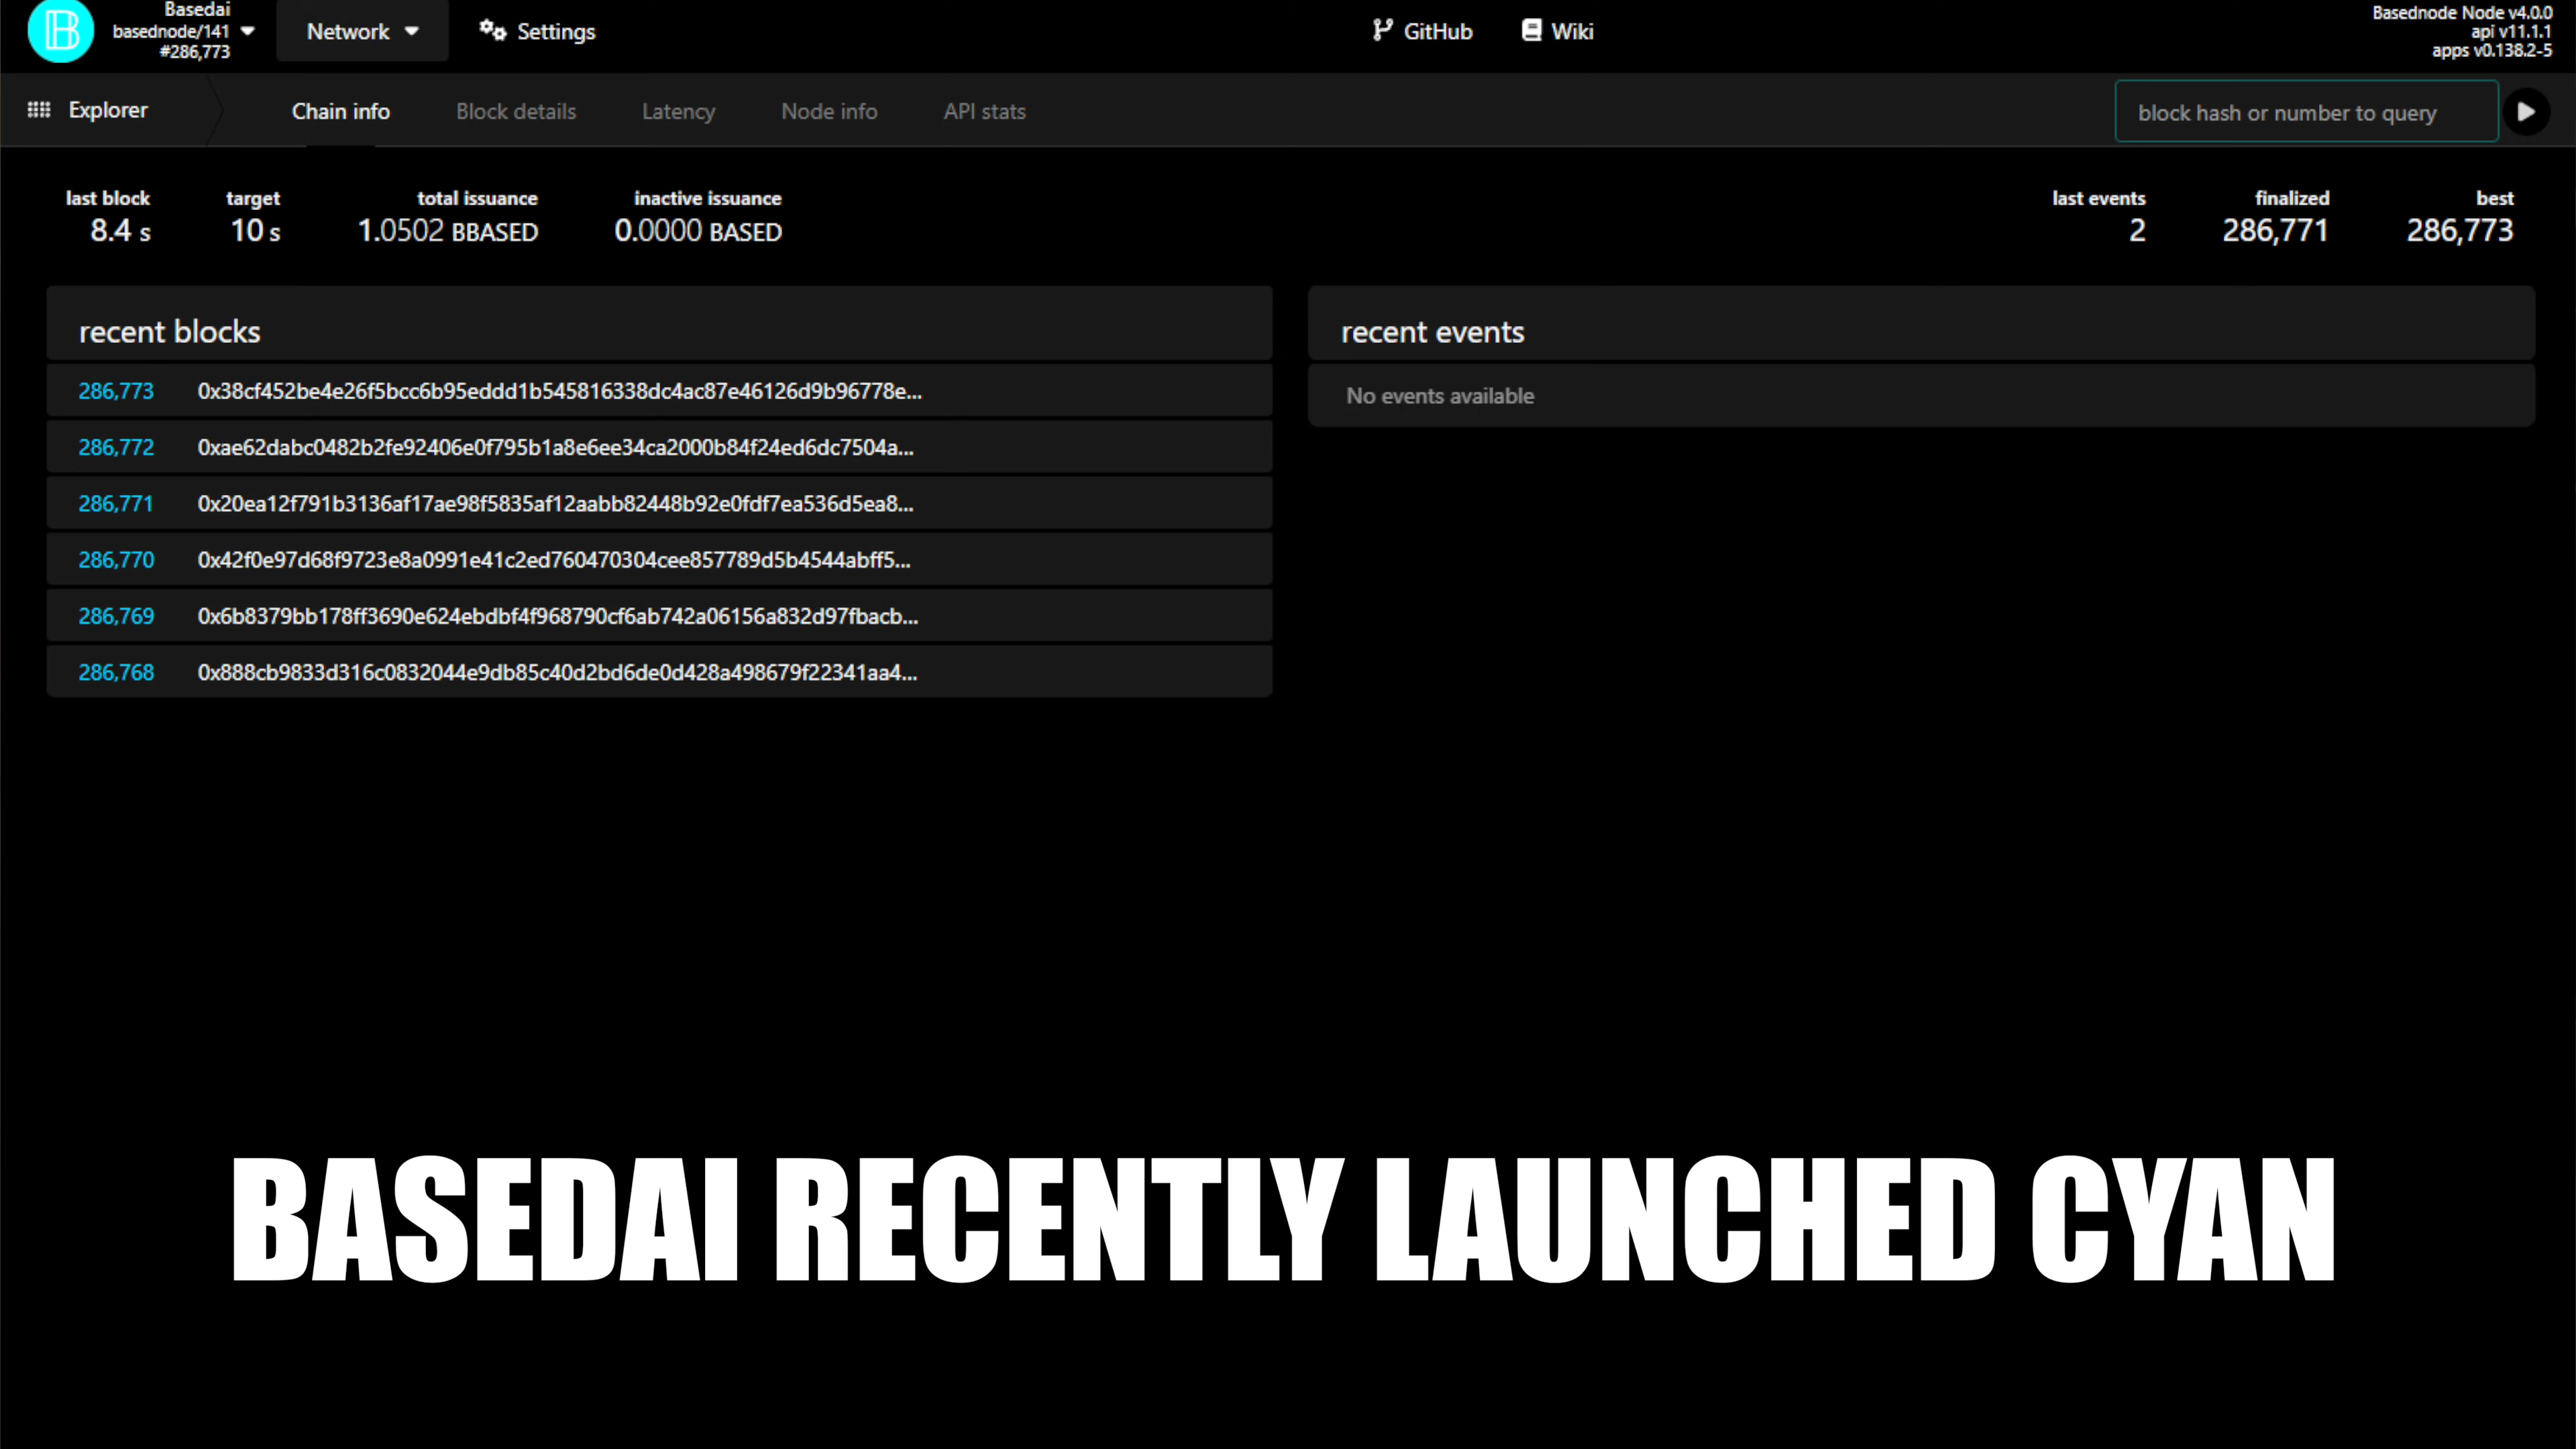 Basedai
basednode/141
#286,773
Network
Settings
GitHub
Wiki
Basednode Node v4.0.0
api v11.1.1
apps v0.138.2-5
Explorer
Chain info
Block details
Latency
Node info
API stats
block hash or number to query
last block
8.4 s
target
10 s
total issuance
1.0502 BBASED
inactive issuance
0.0000 BASED
last events
2
finalized
286,771
best
286,773
recent blocks
286,773 0x38cf452be4e26f5bcc6b95eddd1b545816338dc4ac87e46126d9b96778e...
286,772 0xae62dabc0482b2fe92406e0f795b1a8e6ee34ca2000b84f24ed6dc7504a...
286,771 0x20ea12f791b3136af17ae98f5835af12aabb82448b92e0fdf7ea536d5ea8...
286,770 0x42f0e97d68f9723e8a0991e41c2ed760470304cee857789d5b4544abff5...
286,769 0x6b8379bb178ff3690e624ebdbf4f968790cf6ab742a06156a832d97fbacb...
286,768 0x888cb9833d316c0832044e9db85c40d2bd6de0d428a498679f22341aa4...
recent events
No events available
BASEDAI RECENTLY LAUNCHED CYAN